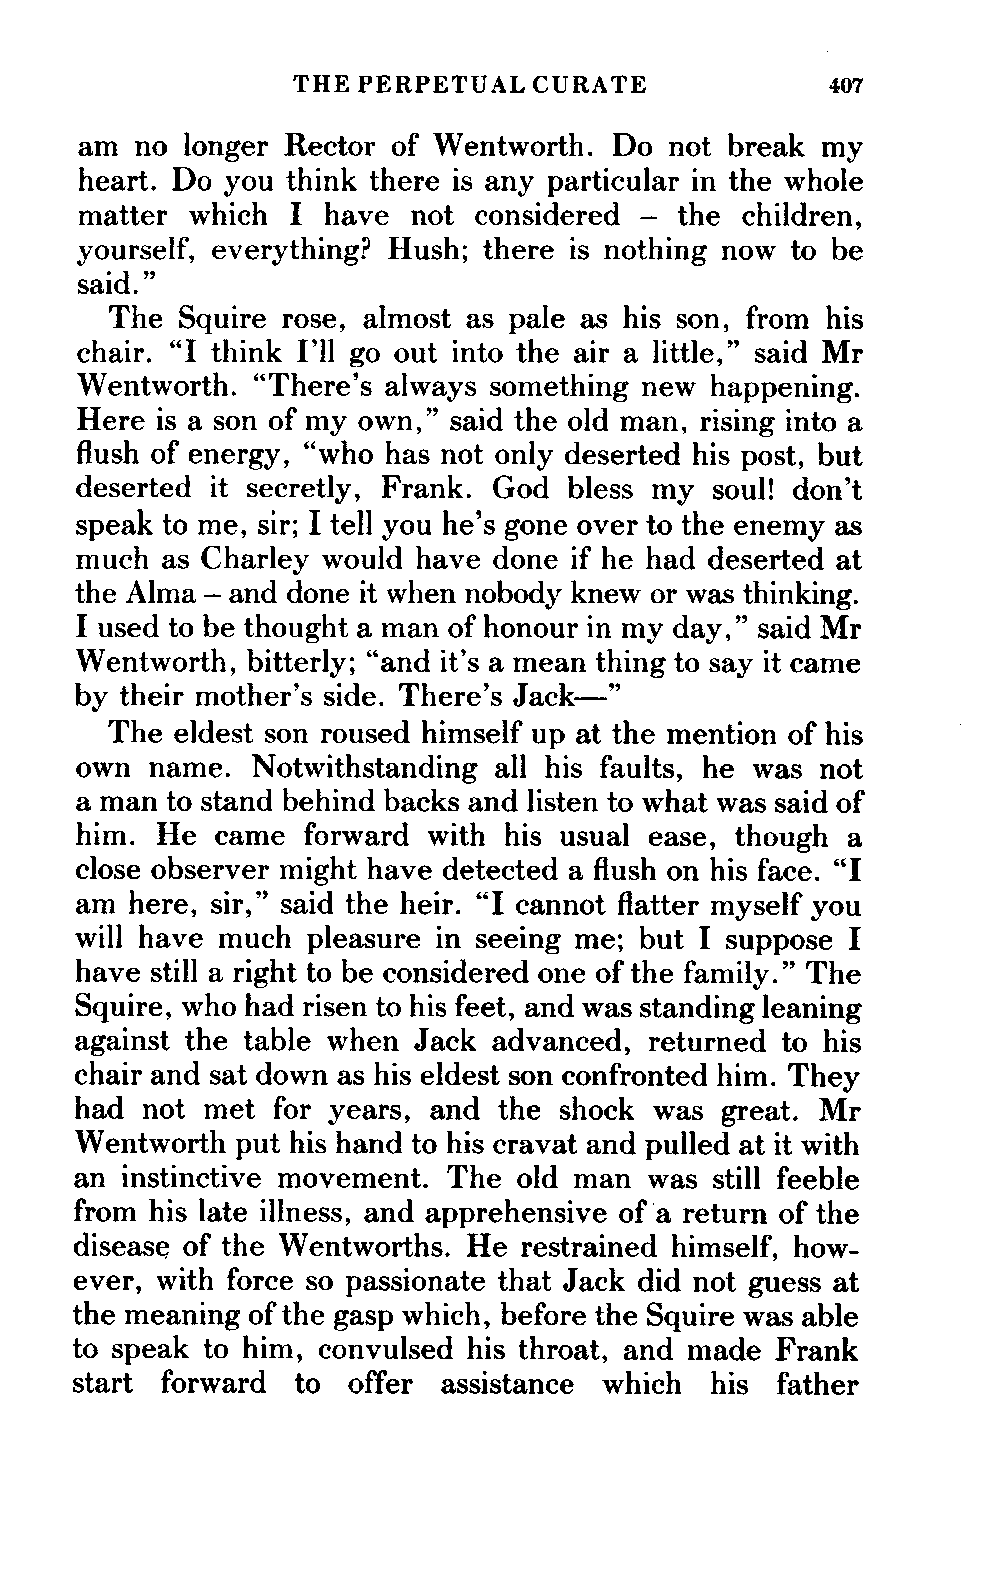 THE PERPETUAL CURATE 407
am no longer Rector of Wentworth. Do not break my
heart. Do you think there is any particular in the whole
matter which I have not considered – the children,
yourself, everything? Hush; there is nothing now to be
said.”
The Squire rose, almost as pale as his son, from his
chair. “I think I’ll go out into the air a little,” said Mr
Wentworth. “There’s always something new happening.
Here is a son of my own,” said the old man, rising into a
flush of energy, “who has not only deserted his post, but
deserted it secretly, Frank. God bless my soul! don’t
speak to me, sir; I tell you he’s gone over to the enemy as
much as Charley would have done if he had deserted at
the Alma – and done it when nobody knew or was thinking.
I used to be thought a man of honour in my day,” said Mr
Wentworth, bitterly; “and it’s a mean thing to say it came
by their mother’s side. There’s Jack—”
The eldest son roused himself up at the mention of his
own name. Notwithstanding all his faults, he was not
a man to stand behind backs and listen to what was said of
him. He came forward with his usual ease, though a
close observer might have detected a flush on his face. “I
am here, sir,” said the heir. “I cannot flatter myself you
will have much pleasure in seeing me; but I suppose I
have still a right to be considered one of the family.” The
Squire, who had risen to his feet, and was standing leaning
against the table when Jack advanced, returned to his
chair and sat down as his eldest son confronted him. They
had not met for years, and the shock was great. Mr
Wentworth put his hand to his cravat and pulled at it with
an instinctive movement. The old man was still feeble
from his late illness, and apprehensive of a return of the
disease of the Wentworths. He restrained himself, how-
ever, with force so passionate that Jack did not guess at
the meaning of the gasp which, before the Squire was able
to speak to him, convulsed his throat, and made Frank
start forward to offer assistance which his father